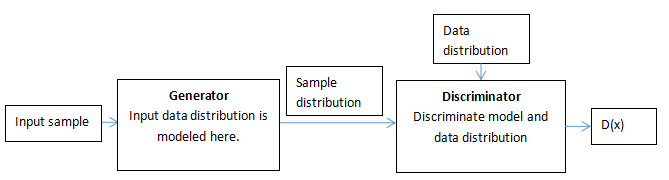 Input sample
Generator
Input data distribution is
modeled here.
Sample
distribution
Data
distribution
Discriminator
Discriminate model and
data distribution
D(x)